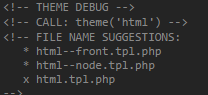 <!-- THEME DEBUG -->
<!-- CALL: theme('html') -->
<!-- FILE NAME SUGGESTIONS:
* html--front.tpl.php
* html--node.tpl.php
x html.tpl.php
-->